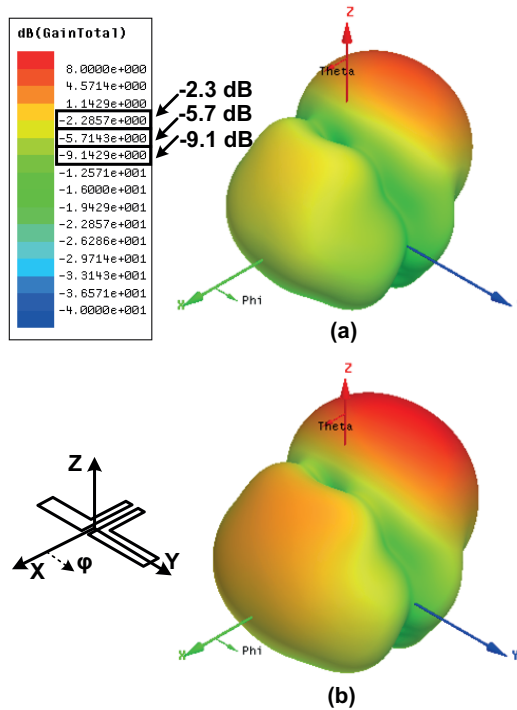 dB(GainTotal)
8.0000e+000
4.5714e+000
1.1429e+000
-2.2857e+000
-5.7143e+000
-9.1429e+000
-1.2571e+001
-1.6000e+001
-1.9429e+001
-2.2857e+001
-2.6286e+001
-2.9714e+001
-3.3143e+001
-3.6571e+001
-4.0000e+001
-2.3 dB
-5.7 dB
-9.1 dB
Z
Theta
X
Phi
(a)
Z
X
φ
Y
Z
Theta
X
Phi
Y
(b)